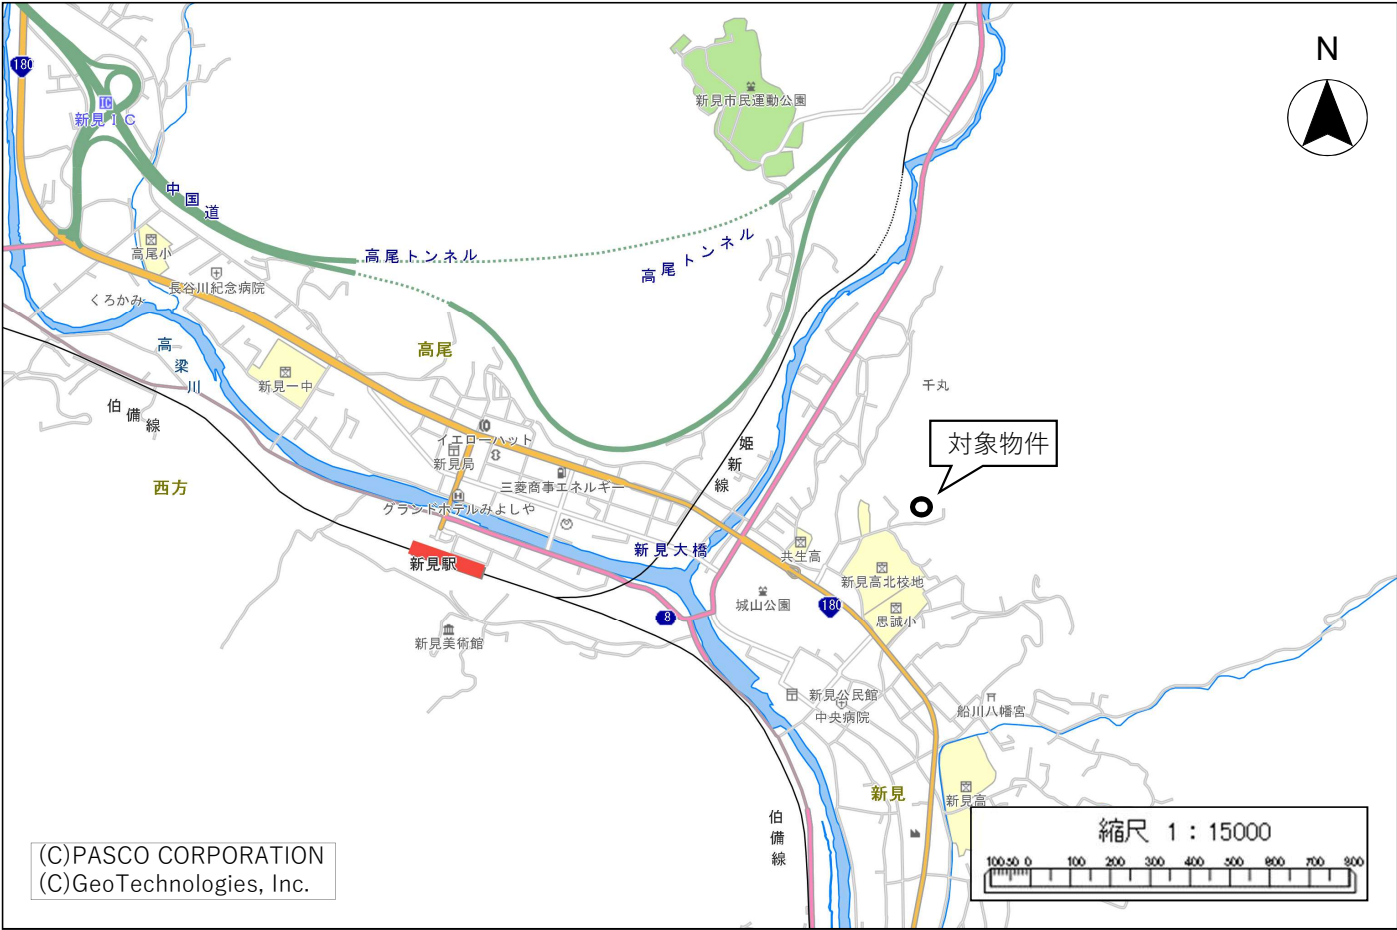 180
N
新見市民運動公園
IC
新見IC
中国道
高尾小
高尾トンネル
高尾トンネル
長谷川紀念病院
くろかみ
高梁川
高尾
新見一中
千丸
伯備線
対象物件
イエローハット
姫新線
新見局
西方
三菱商事エネルギー
グランドホテルみよしや
新見大橋
共生高
新見駅
新見高北校地
城山公園
180
思誠小
8
新見美術館
新見公民館
中央病院
船川八幡宮
新見
新見高
伯備線
縮尺 1:15000
100 50 0 100 200 300 400 500 600 700 800
(C)PASCO CORPORATION
(C)GeoTechnologies, Inc.